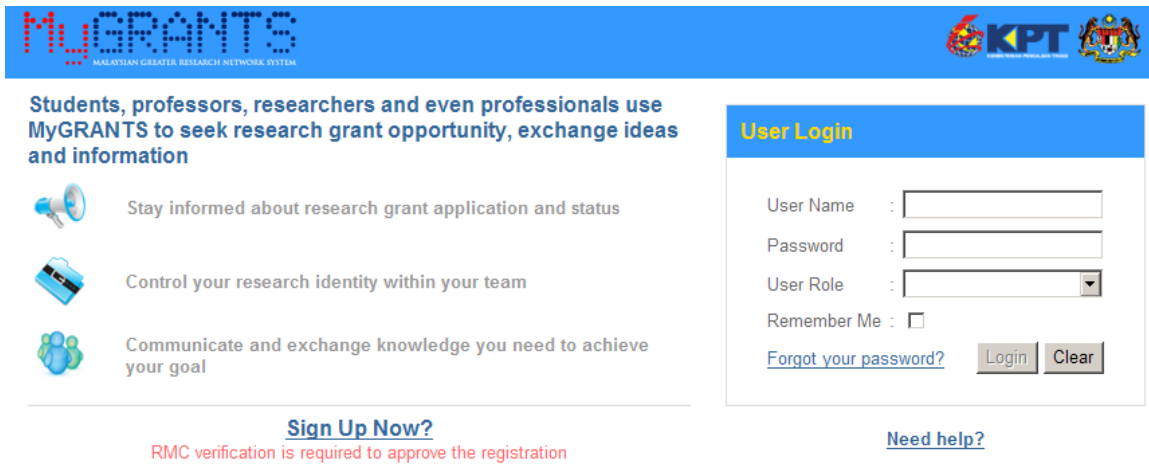 MyGRANTS
MALAYSIAN GREATER RESEARCH NETWORK SYSTEM
KPT
KEMENTERIAN PENGAJIAN TINGGI
Students, professors, researchers and even professionals use
MyGRANTS to seek research grant opportunity, exchange ideas
and information
Stay informed about research grant application and status
Control your research identity within your team
Communicate and exchange knowledge you need to achieve
your goal
Sign Up Now?
RMC verification is required to approve the registration
User Login
User Name :
Password :
User Role :
Remember Me :
Forgot your password? Login Clear
Need help?